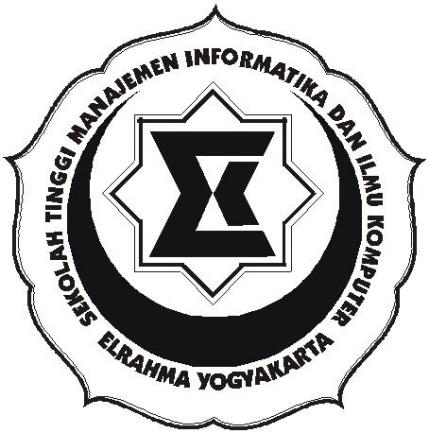 SEKOLAH TINGGI MANAJEMEN INFORMATIKA DAN ILMU KOMPUTER
ELRAHMA YOGYAKARTA